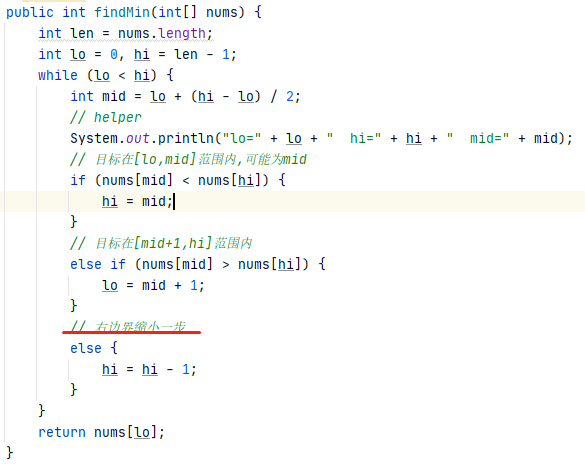 public int findMin(int[] nums) {
    int len = nums.length;
    int lo = 0, hi = len - 1;
    while (lo < hi) {
        int mid = lo + (hi - lo) / 2;
        // helper
        System.out.println("lo=" + lo + "  hi=" + hi + "  mid=" + mid);
        // 目标在[lo,mid]范围内,可能为mid
        if (nums[mid] < nums[hi]) {
            hi = mid;
        }
        // 目标在[mid+1,hi]范围内
        else if (nums[mid] > nums[hi]) {
            lo = mid + 1;
        }
        // 右边界缩小一步
        else {
            hi = hi - 1;
        }
    }
    return nums[lo];
}